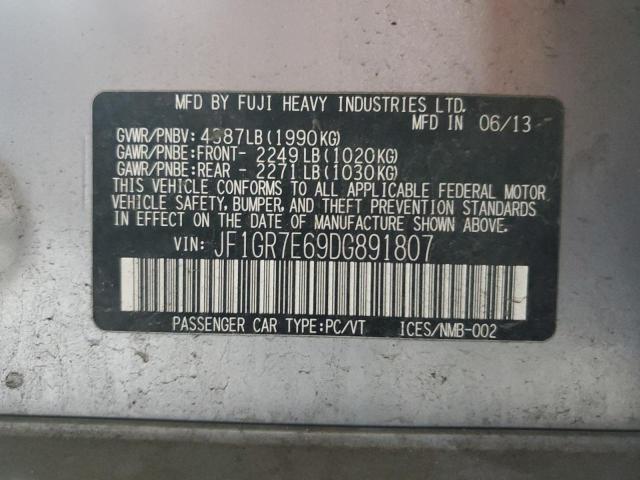 MFD BY FUJI HEAVY INDUSTRIES LTD.
MFD IN 06/13
GVWR/PNBV: 4387LB(1990KG)
GAWR/PNBE:FRONT- 2249LB(1020KG)
GAWR/PNBE:REAR - 2271LB(1030KG)
THIS VEHICLE CONFORMS TO ALL APPLICABLE FEDERAL MOTOR
VEHICLE SAFETY, BUMPER, AND THEFT PREVENTION STANDARDS
IN EFFECT ON THE DATE OF MANUFACTURE SHOWN ABOVE.
VIN: JF1GR7E69DG891807
PASSENGER CAR TYPE:PC/VT ICES/NMB-002